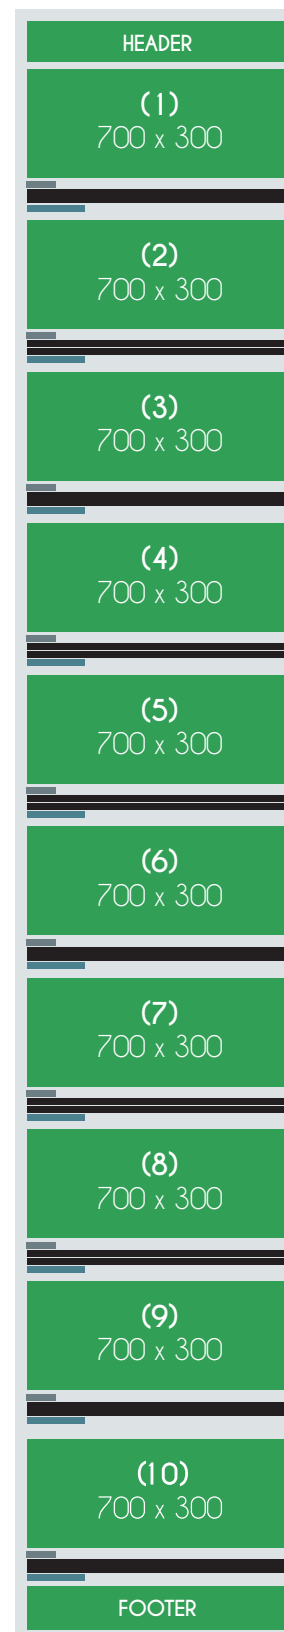 HEADER
(1)
700 x 300
(2)
700 x 300
(3)
700 x 300
(4)
700 x 300
(5)
700 x 300
(6)
700 x 300
(7)
700 x 300
(8)
700 x 300
(9)
700 x 300
(10)
700 x 300
FOOTER